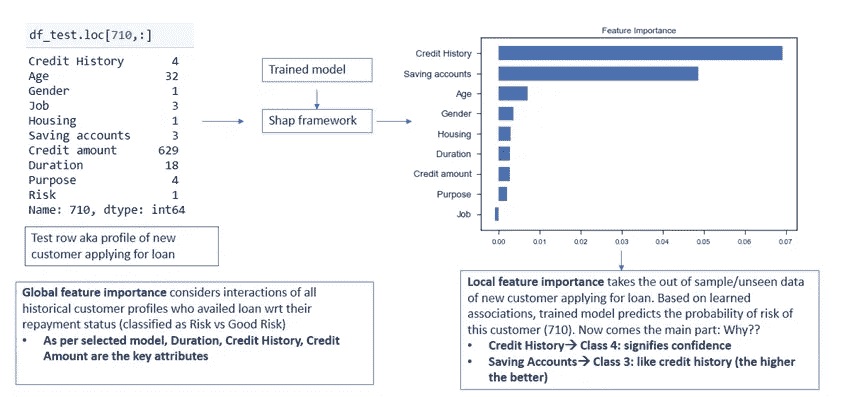 df_test.loc[710,:]
Credit History 4
Age 32
Gender 1
Job 3
Housing 1
Saving accounts 3
Credit amount 629
Duration 18
Purpose 4
Risk 1
Name: 710, dtype: int64
Test row aka profile of new
customer applying for loan
Trained model
Shap framework
Feature Importance
Credit History
Saving accounts
Age
Gender
Housing
Duration
Credit amount
Purpose
Job
0.00 0.01 0.02 0.03 0.04 0.05 0.06 0.07
Global feature importance considers interactions of all
historical customer profiles who availed loan wrt their
repayment status (classified as Risk vs Good Risk)
• As per selected model, Duration, Credit History, Credit
Amount are the key attributes
Local feature importance takes the out of sample/unseen data
of new customer applying for loan. Based on learned
associations, trained model predicts the probability of risk of
this customer (710). Now comes the main part: Why??
• Credit History→ Class 4: signifies confidence
• Saving Accounts→ Class 3: like credit history (the higher
the better)